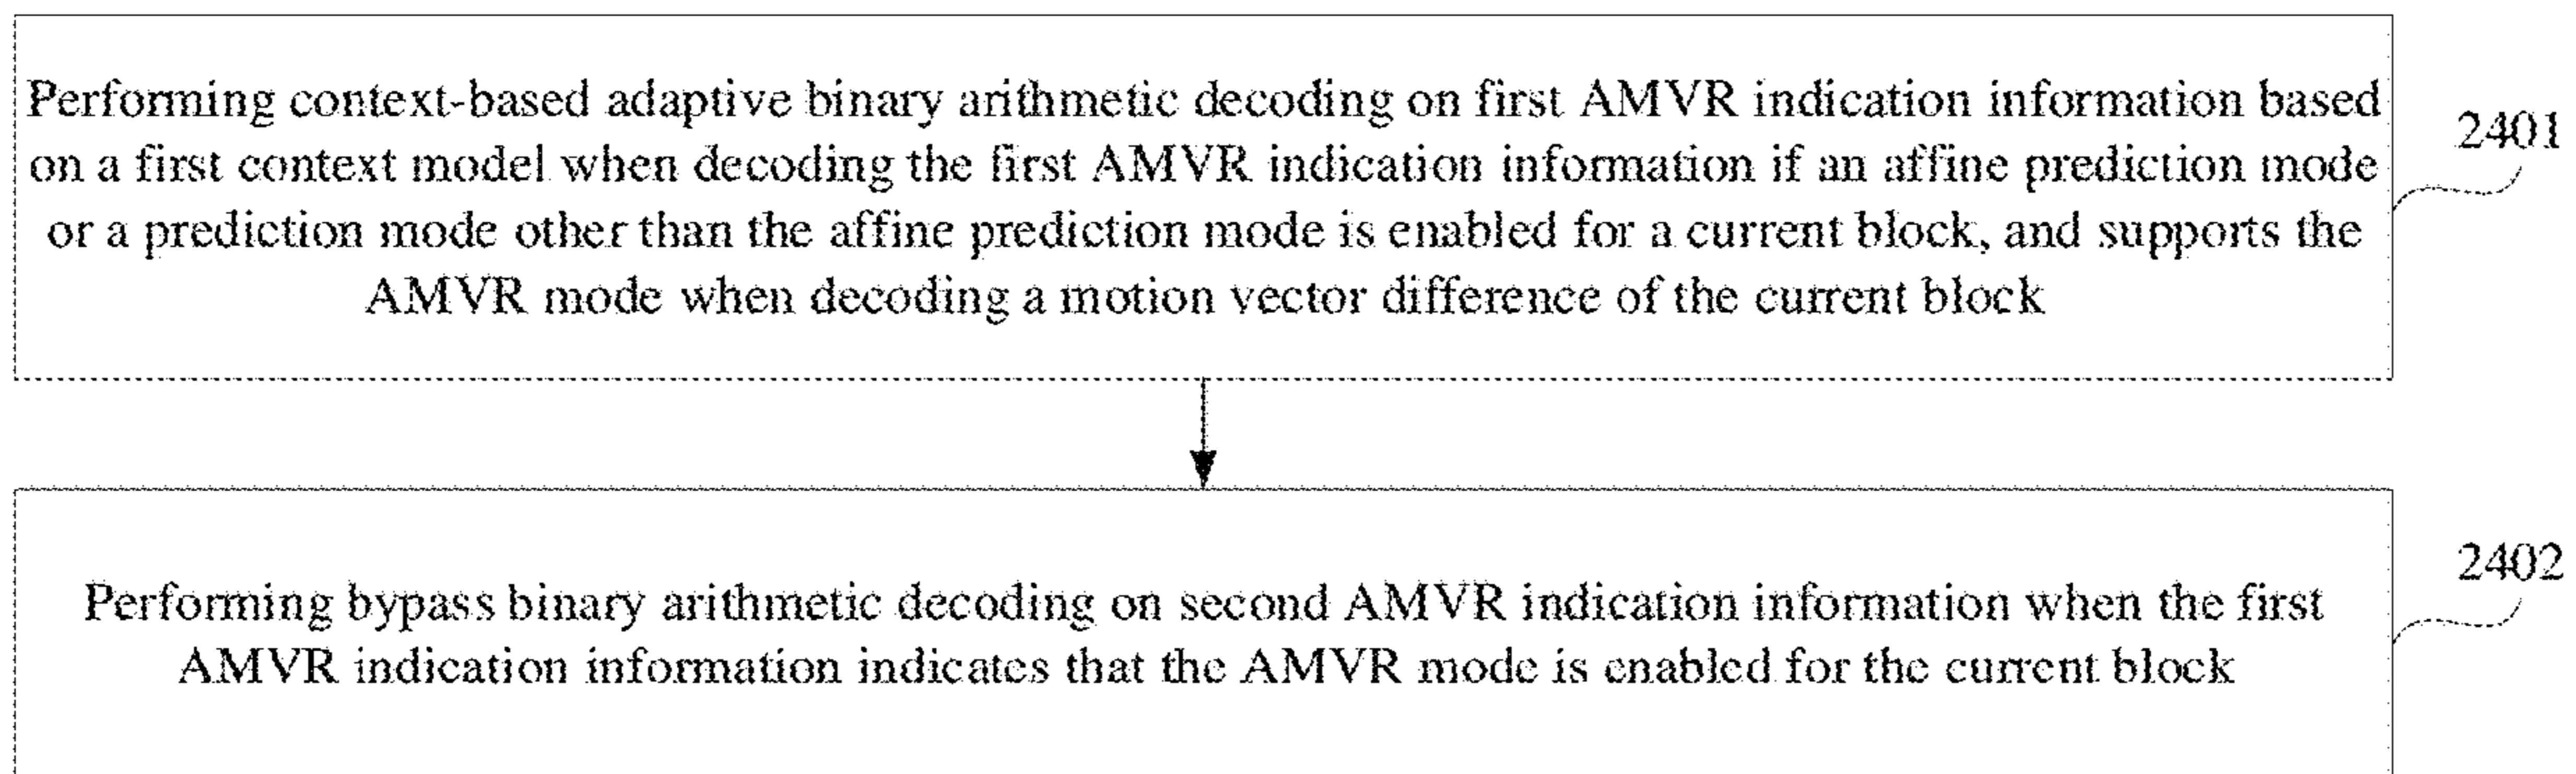 Performing context-based adaptive binary arithmetic decoding on first AMVR indication information based
on a first context model when decoding the first AMVR indication information if an affine prediction mode
or a prediction mode other than the affine prediction mode is enabled for a current block, and supports the
AMVR mode when decoding a motion vector difference of the current block
2401
Performing bypass binary arithmetic decoding on second AMVR indication information when the first
AMVR indication information indicates that the AMVR mode is enabled for the current block
2402